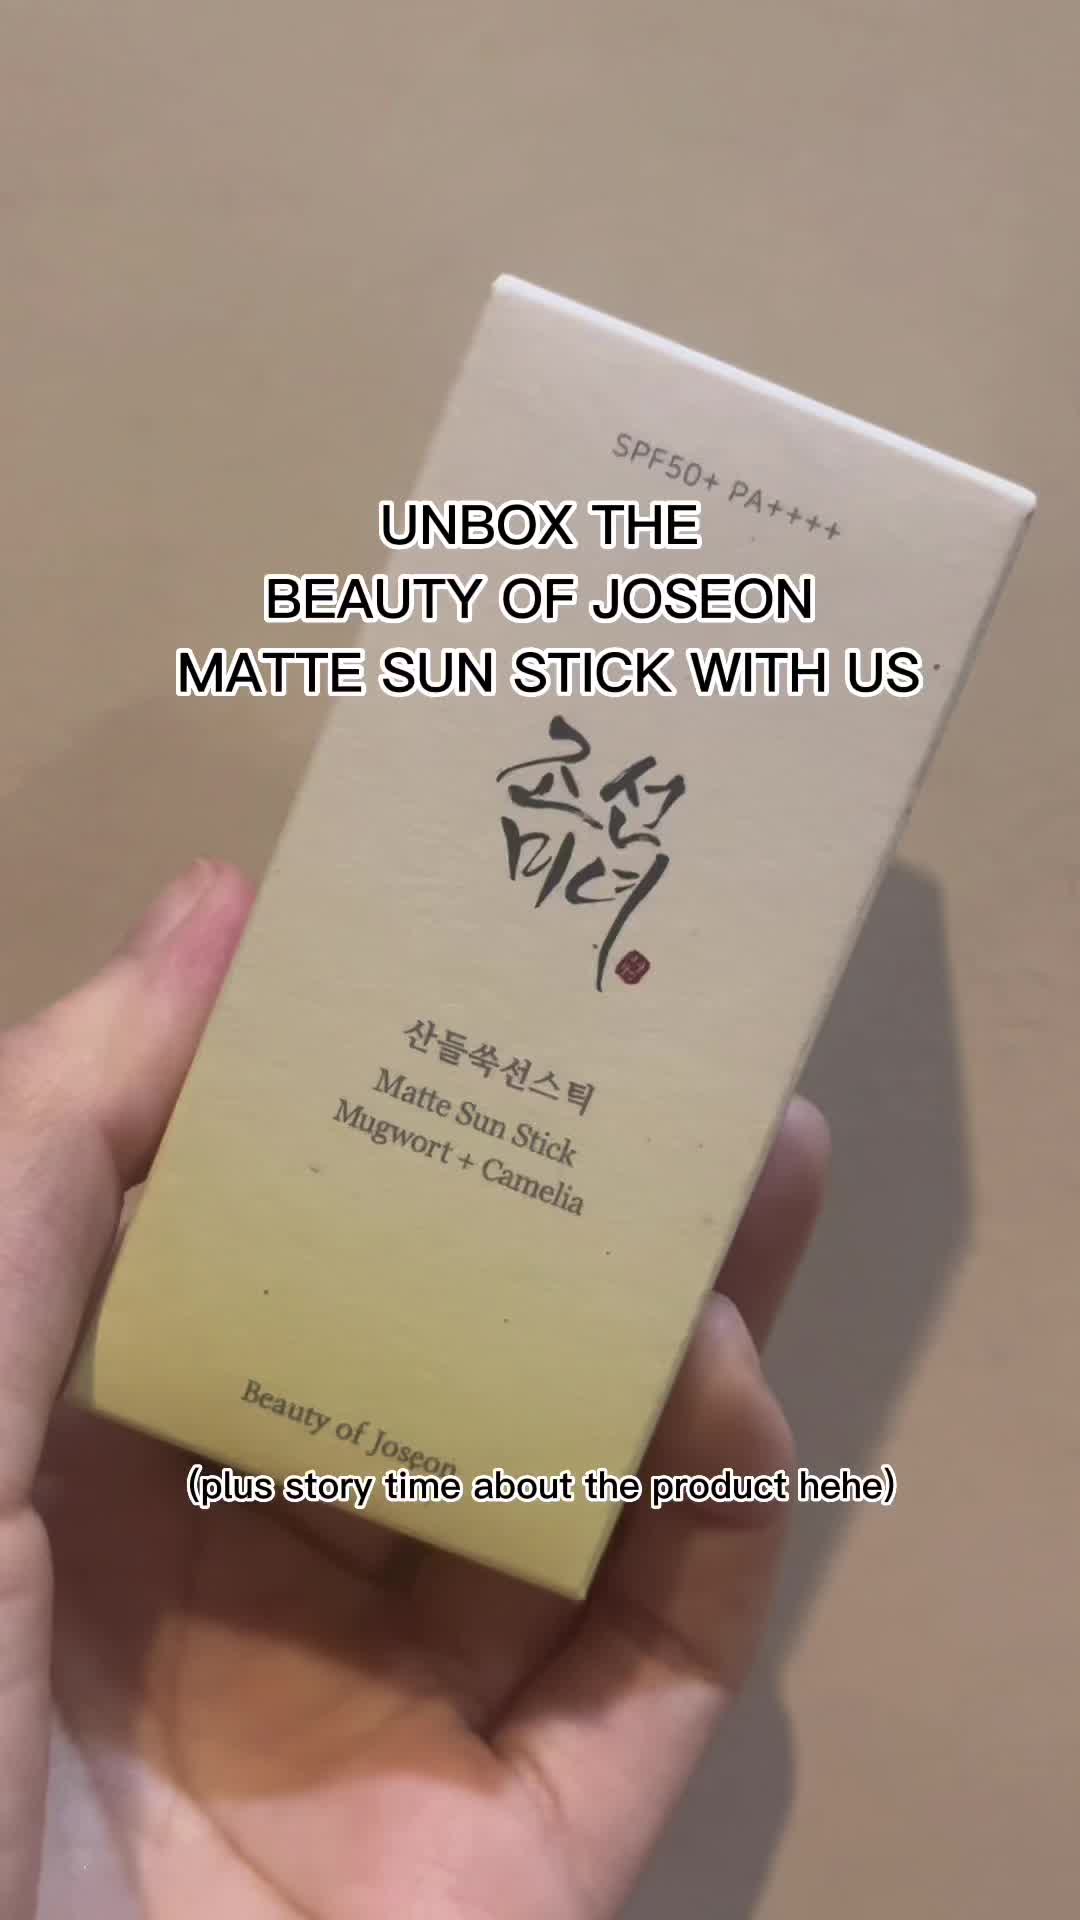 SPF50+ PA++++
UNBOX THE
BEAUTY OF JOSEON
MATTE SUN STICK WITH US
조선
미녀
산들쑥선스틱
Matte Sun Stick
Mugwort + Camelia
Beauty of Joseon
(plus story time about the product hehe)